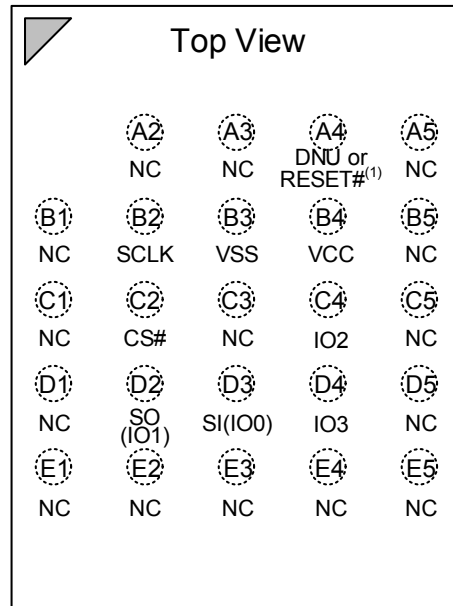 Top View
A2 A3 A4 A5
NC NC DNU or RESET#(1) NC
B1 B2 B3 B4 B5
NC SCLK VSS VCC NC
C1 C2 C3 C4 C5
NC CS# NC IO2 NC
D1 D2 D3 D4 D5
NC SO (IO1) SI(IO0) IO3 NC
E1 E2 E3 E4 E5
NC NC NC NC NC